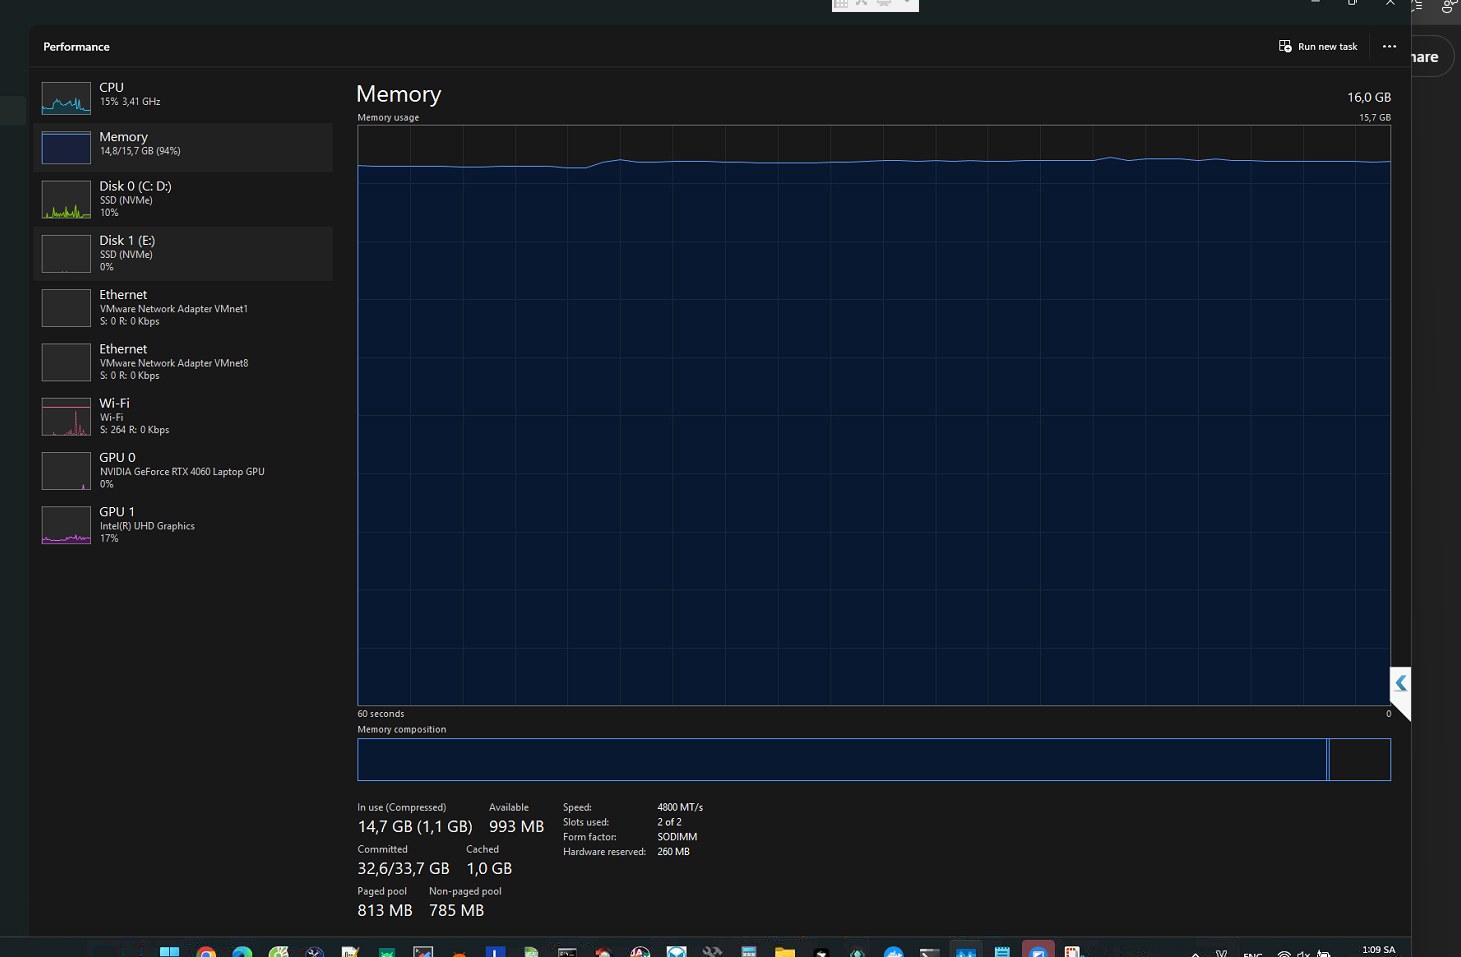 Performance
Run new task
hare
CPU
15% 3,41 GHz
Memory
14,8/15,7 GB (94%)
Disk 0 (C: D:)
SSD (NVMe)
10%
Disk 1 (E:)
SSD (NVMe)
0%
Ethernet
VMware Network Adapter VMnet1
S: 0 R: 0 Kbps
Ethernet
VMware Network Adapter VMnet8
S: 0 R: 0 Kbps
Wi-Fi
Wi-Fi
S: 264 R: 0 Kbps
GPU 0
NVIDIA GeForce RTX 4060 Laptop GPU
0%
GPU 1
Intel(R) UHD Graphics
17%
Memory
16,0 GB
Memory usage
15,7 GB
60 seconds
0
Memory composition
In use (Compressed)
14,7 GB (1,1 GB)
Available
993 MB
Committed
32,6/33,7 GB
Cached
1,0 GB
Paged pool
813 MB
Non-paged pool
785 MB
Speed: 4800 MT/s
Slots used: 2 of 2
Form factor: SODIMM
Hardware reserved: 260 MB
ENG
1:09 SA